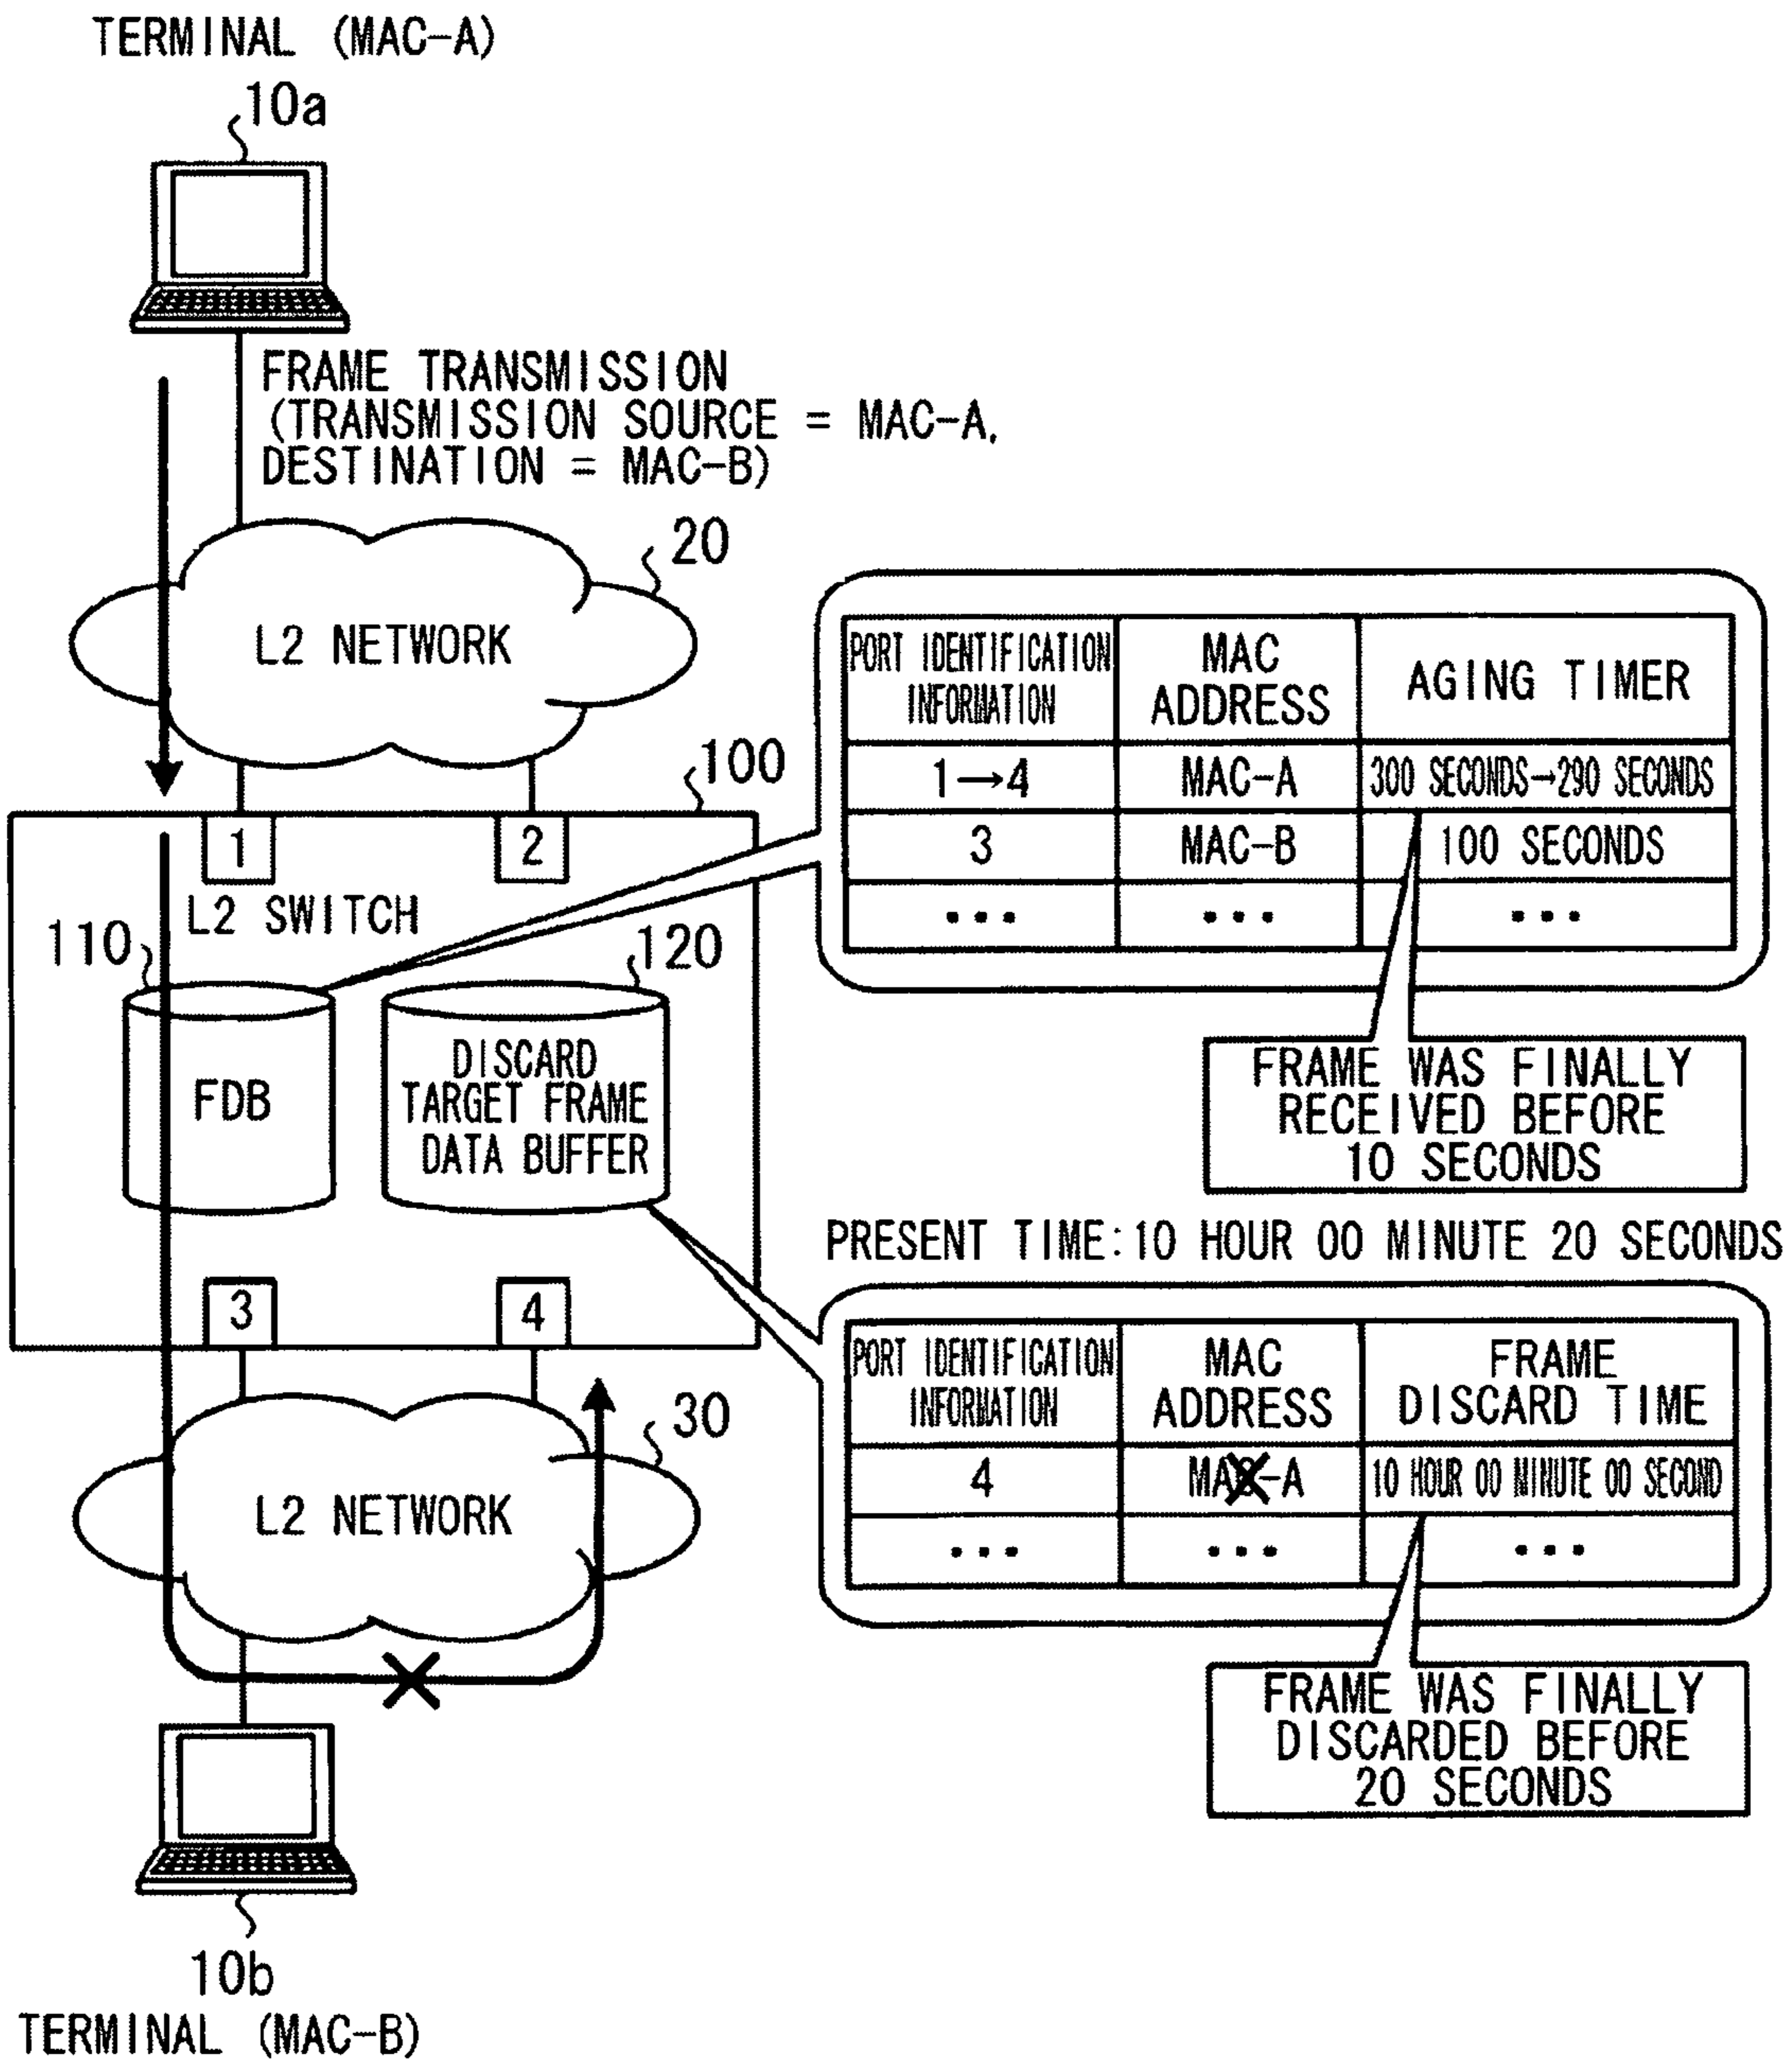 TERMINAL (MAC-A)
10a
FRAME TRANSMISSION
(TRANSMISSION SOURCE = MAC-A,
DESTINATION = MAC-B)
20
L2 NETWORK
100
1
2
L2 SWITCH
110
120
FDB
DISCARD
TARGET FRAME
DATA BUFFER
3
4
30
L2 NETWORK
10b
TERMINAL (MAC-B)
PORT IDENTIFICATION INFORMATION MAC ADDRESS AGING TIMER
1→4 MAC-A 300 SECONDS→290 SECONDS
3 MAC-B 100 SECONDS
... ... ...
FRAME WAS FINALLY
RECEIVED BEFORE
10 SECONDS
PRESENT TIME:10 HOUR 00 MINUTE 20 SECONDS
PORT IDENTIFICATION INFORMATION MAC ADDRESS FRAME DISCARD TIME
4 MAC-A 10 HOUR 00 MINUTE 00 SECOND
... ... ...
FRAME WAS FINALLY
DISCARDED BEFORE
20 SECONDS